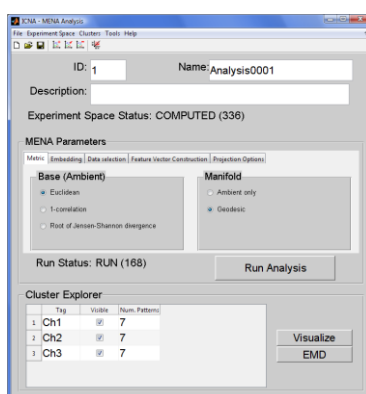 ICNA - MENA Analysis
File Experiment Space Clusters Tools Help
ID: 1 Name: Analysis0001
Description:
Experiment Space Status: COMPUTED (336)
MENA Parameters
Metric Embedding Data selection Feature Vector Construction Projection Options
Base (Ambient) Manifold
Euclidean Ambient only
1-correlation Geodesic
Root of Jensen-Shannon divergence
Run Status: RUN (168) Run Analysis
Cluster Explorer
Tag Visible Num. Patterns
1 Ch1 7
2 Ch2 7 Visualize
3 Ch3 7 EMD